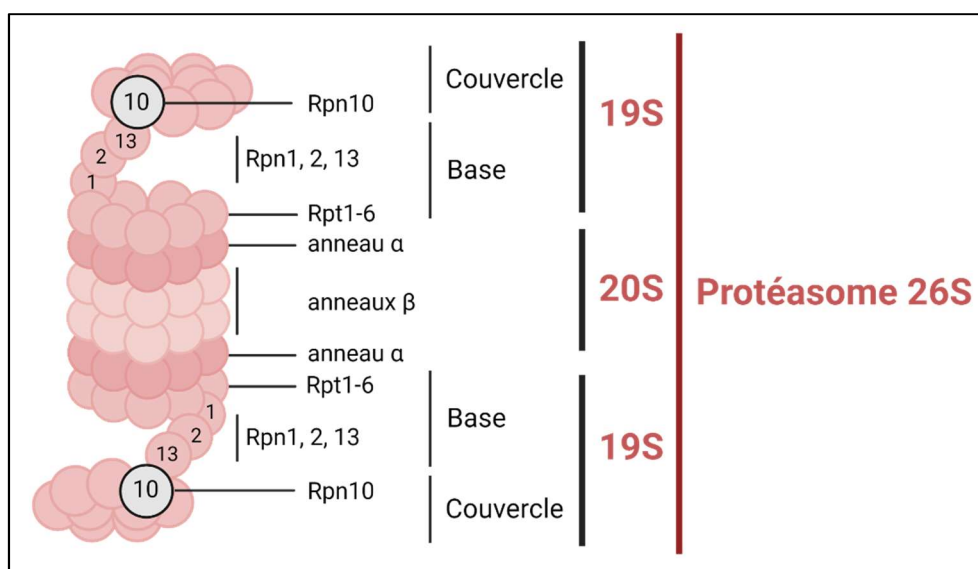 Couvercle
10
Rpn10
19S
13
2
Rpn1, 2, 13
Base
1
Rpt1-6
anneau α
20S
Protéasome 26S
anneaux β
anneau α
Rpt1-6
1
Base
2
Rpn1, 2, 13
13
19S
10
Rpn10
Couvercle